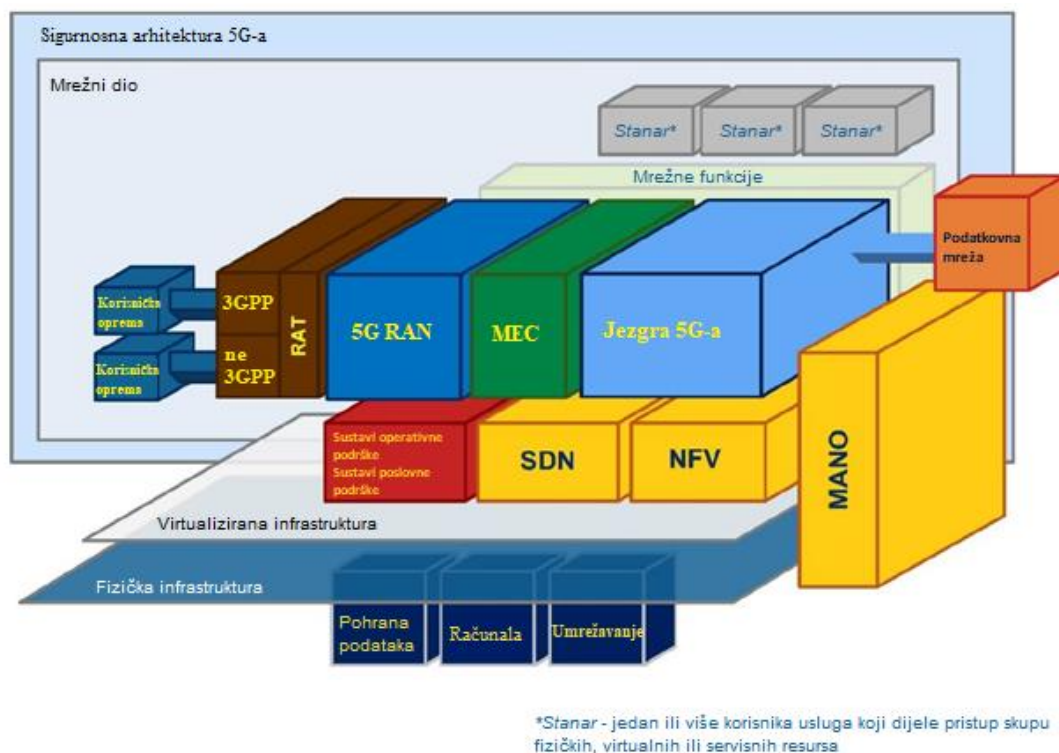 Sigurnosna arhitektura 5G-a
Mrežni dio
Stanar*
Stanar*
Stanar*
Mrežne funkcije
Podatkovna
mreža
Korisnička
oprema
Korisnička
oprema
3GPP
ne
3GPP
RAT
5G RAN
MEC
Jezgra 5G-a
Sustavi operativne
podrške
Sustavi poslovne
podrške
SDN
NFV
MANO
Virtualizirana infrastruktura
Fizička infrastruktura
Pohrana
podataka
Računala
Umrežavanje
*Stanar - jedan ili više korisnika usluga koji dijele pristup skupu
fizičkih, virtualnih ili servisnih resursa